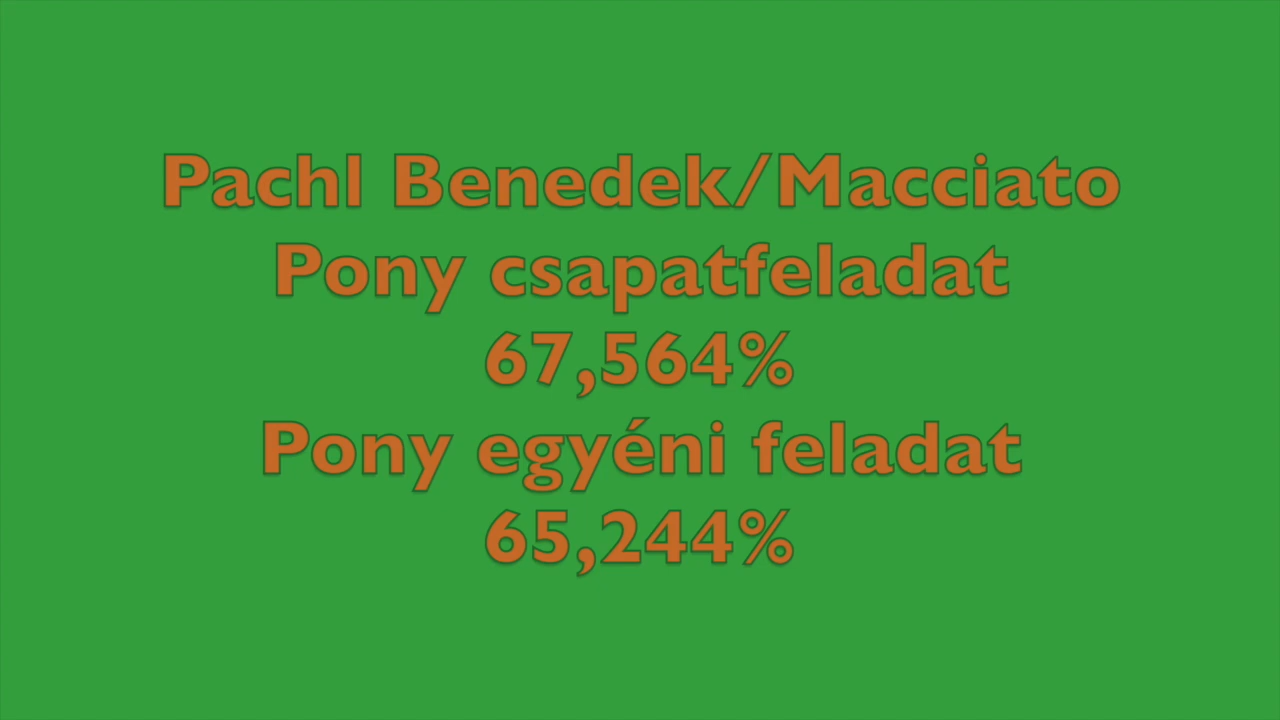 Pachl Benedek/Macciato
Pony csapatfeladat
67,564%
Pony egyéni feladat
65,244%